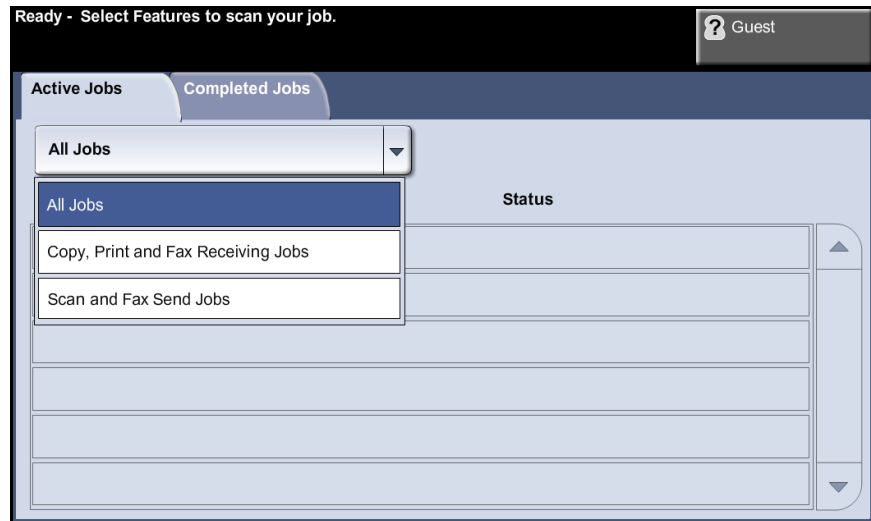 Ready - Select Features to scan your job.
? Guest
Active Jobs
Completed Jobs
All Jobs
All Jobs
Status
Copy, Print and Fax Receiving Jobs
Scan and Fax Send Jobs